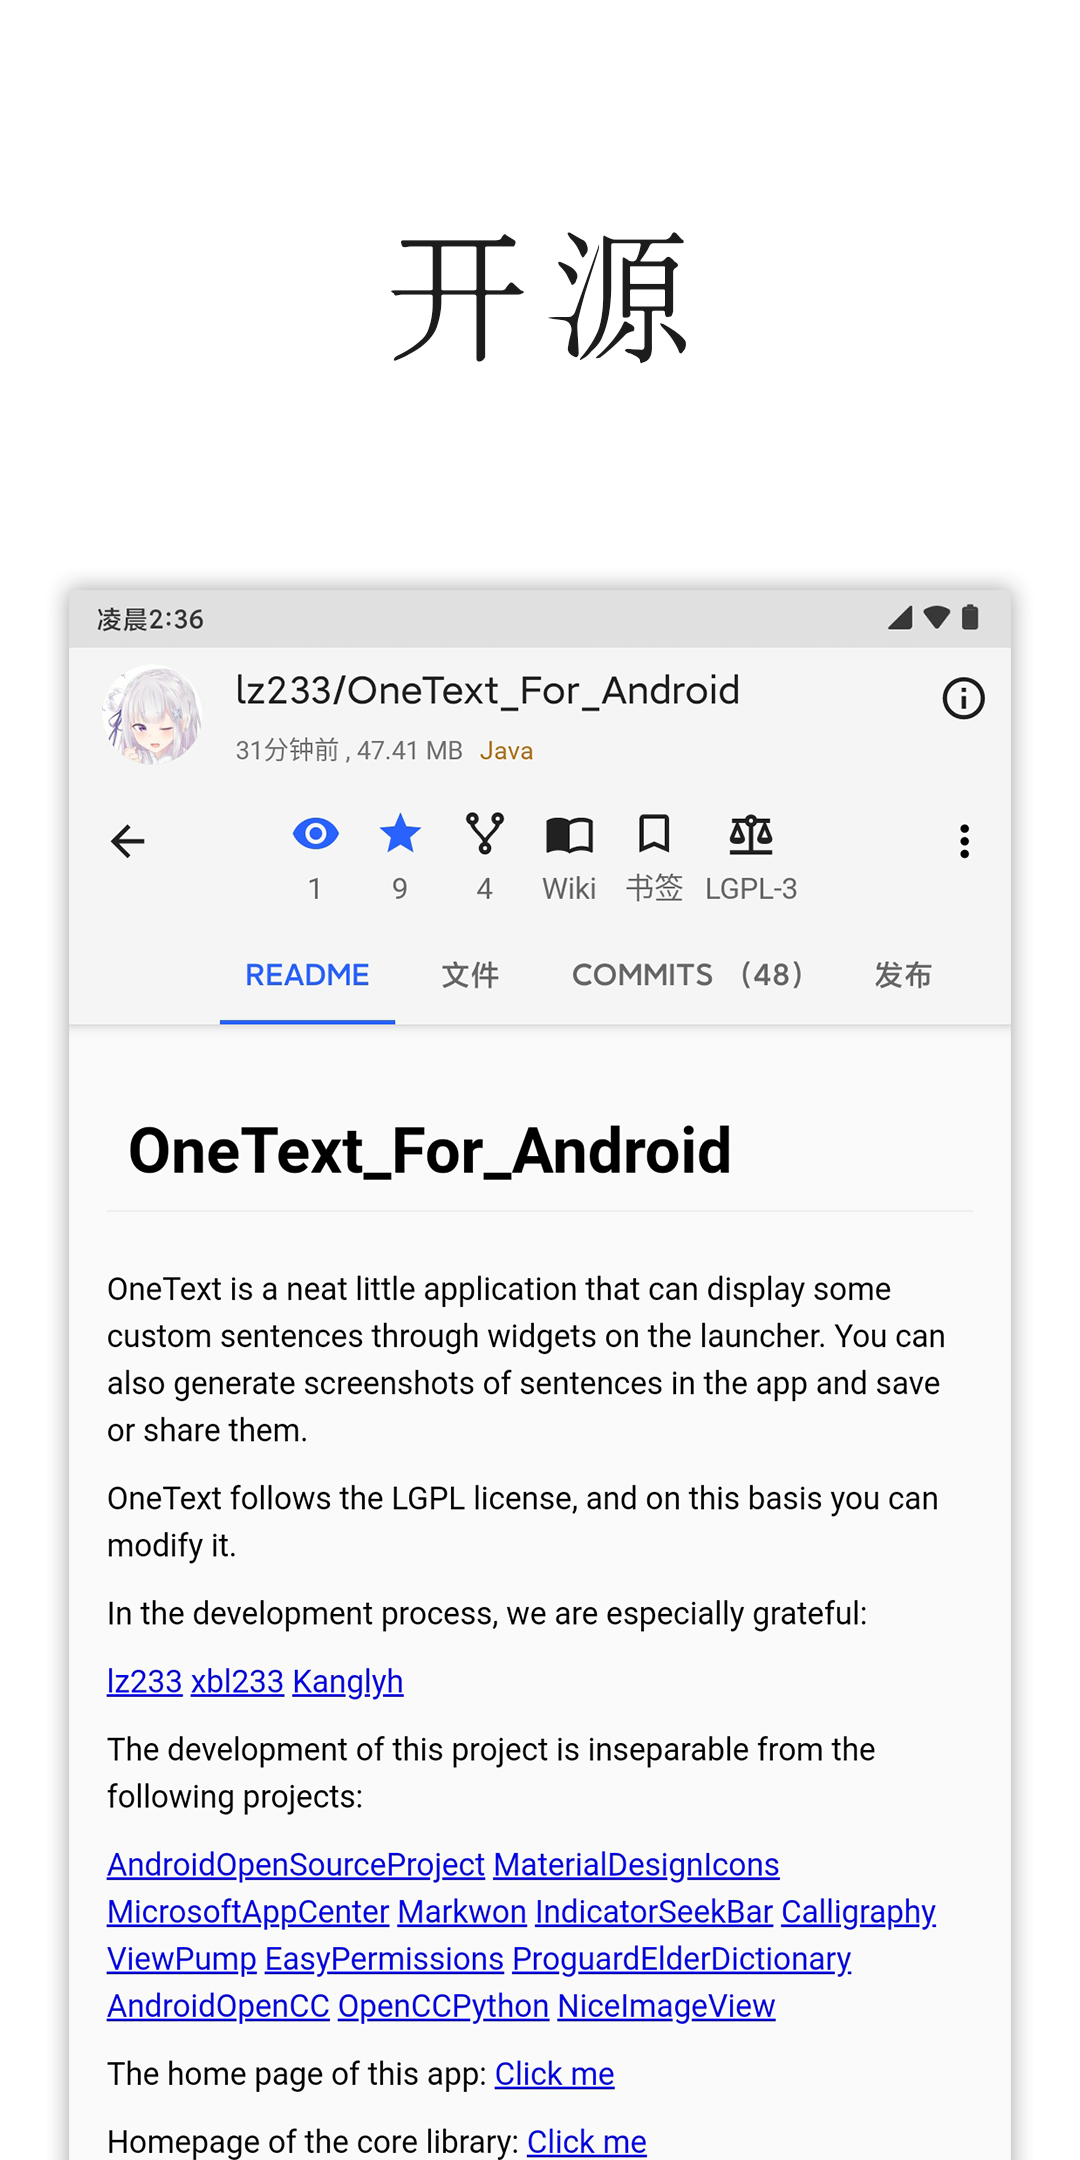 开源
凌晨2:36
lz233/OneText_For_Android
31分钟前 , 47.41 MB Java
1 9 4 Wiki 书签 LGPL-3
README 文件 COMMITS （48） 发布
OneText_For_Android
OneText is a neat little application that can display some
custom sentences through widgets on the launcher. You can
also generate screenshots of sentences in the app and save
or share them.
OneText follows the LGPL license, and on this basis you can
modify it.
In the development process, we are especially grateful:
lz233 xbl233 Kanglyh
The development of this project is inseparable from the
following projects:
AndroidOpenSourceProject MaterialDesignIcons
MicrosoftAppCenter Markwon IndicatorSeekBar Calligraphy
ViewPump EasyPermissions ProguardElderDictionary
AndroidOpenCC OpenCCPython NiceImageView
The home page of this app: Click me
Homepage of the core library: Click me